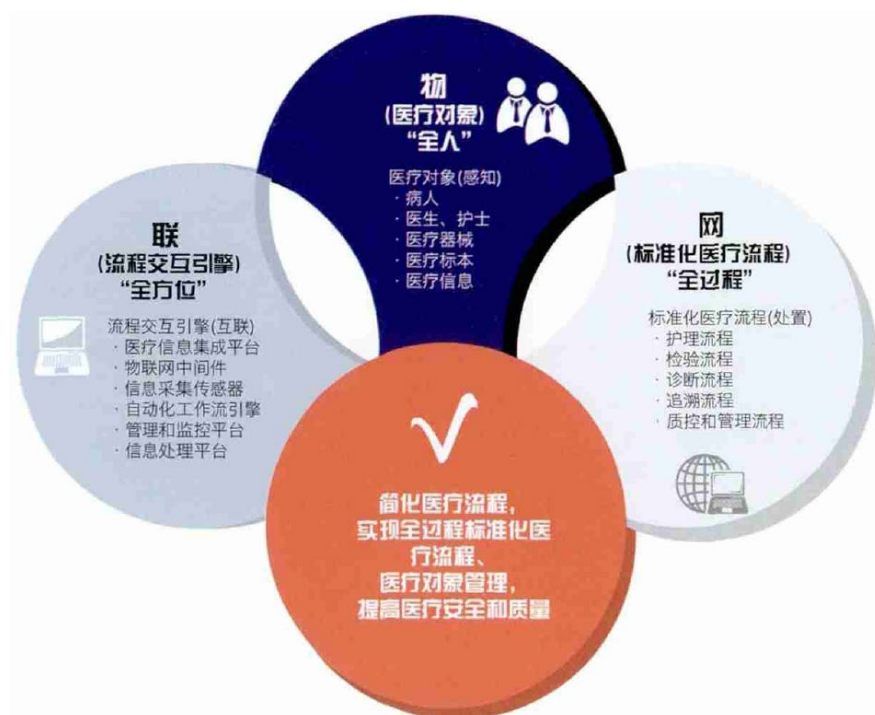 物
(医疗对象)
“全人”
医疗对象(感知)
· 病人
· 医生、护士
· 医疗器械
· 医疗标本
· 医疗信息
联
(流程交互引擎)
“全方位”
流程交互引擎(互联)
· 医疗信息集成平台
· 物联网中间件
· 信息采集传感器
· 自动化工作流引擎
· 管理和监控平台
· 信息处理平台
网
(标准化医疗流程)
“全过程”
标准化医疗流程(处置)
· 护理流程
· 检验流程
· 诊断流程
· 追溯流程
· 质控和管理流程
简化医疗流程,
实现全过程标准化医
疗流程、
医疗对象管理,
提高医疗安全和质量